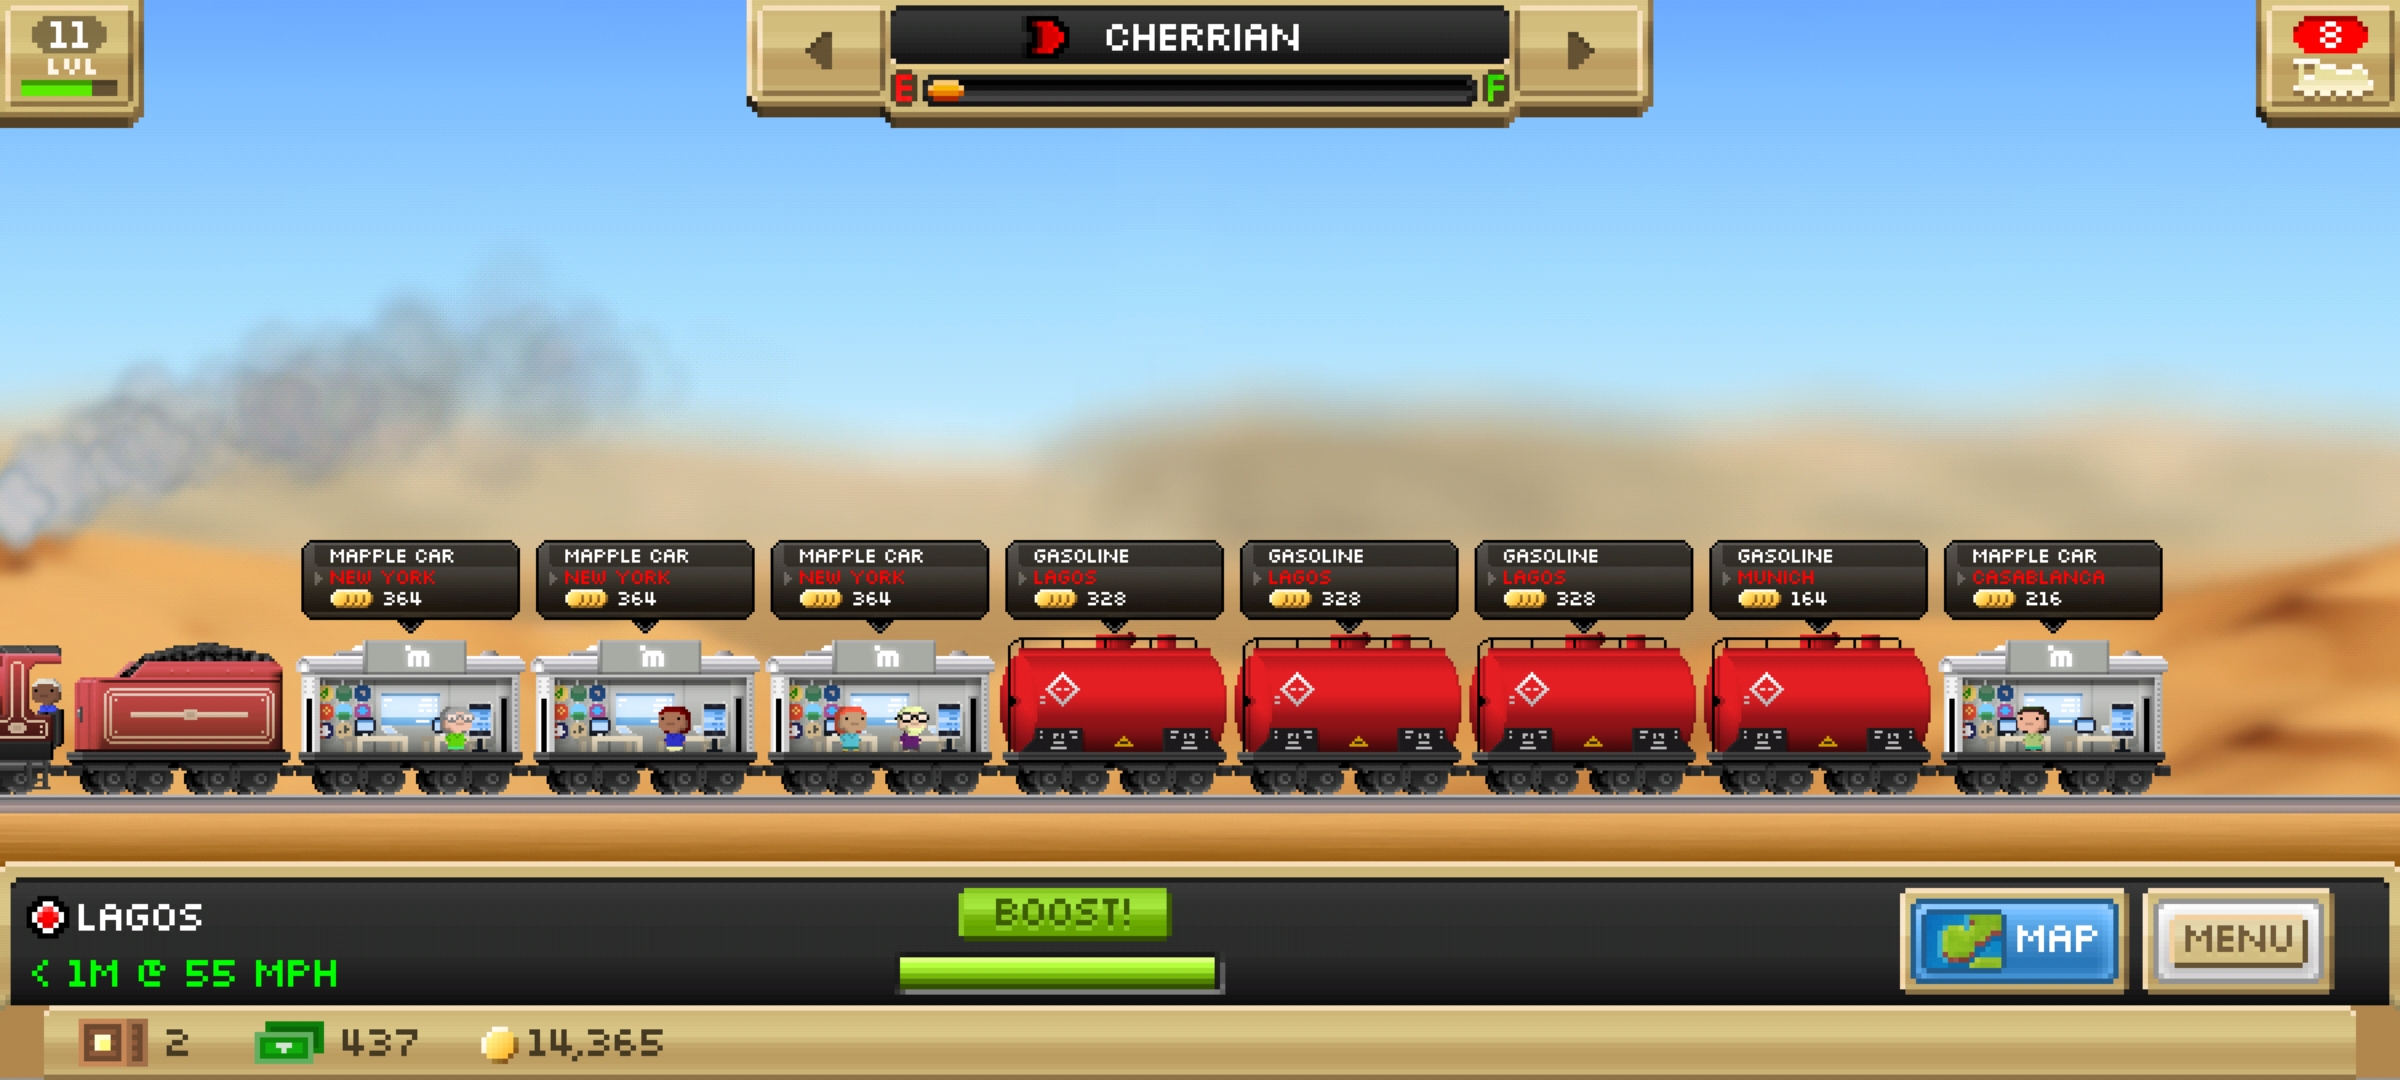 11
LVL
CHERRIAN
E
F
8
MAPPLE CAR
NEW YORK
364
MAPPLE CAR
NEW YORK
364
MAPPLE CAR
NEW YORK
364
GASOLINE
LAGOS
328
GASOLINE
LAGOS
328
GASOLINE
LAGOS
328
GASOLINE
MUNICH
164
MAPPLE CAR
CASABLANCA
216
m
m
m
m
LAGOS
< 1M @ 55 MPH
BOOST!
MAP
MENU
2
437
14,365